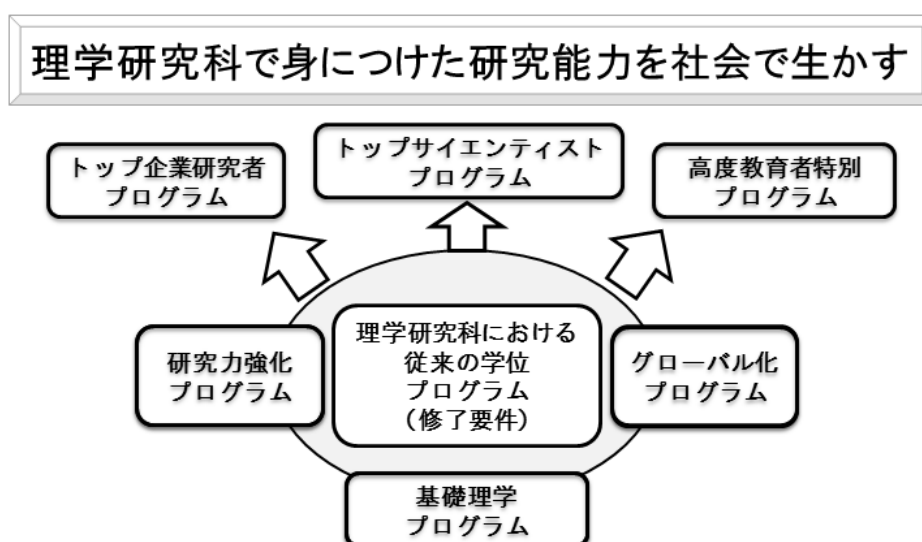 理学研究科で身につけた研究能力を社会で生かす
トップ企業研究者
プログラム
トップサイエンティスト
プログラム
高度教育者特別
プログラム
研究力強化
プログラム
理学研究科における
従来の学位
プログラム
（修了要件）
グローバル化
プログラム
基礎理学
プログラム